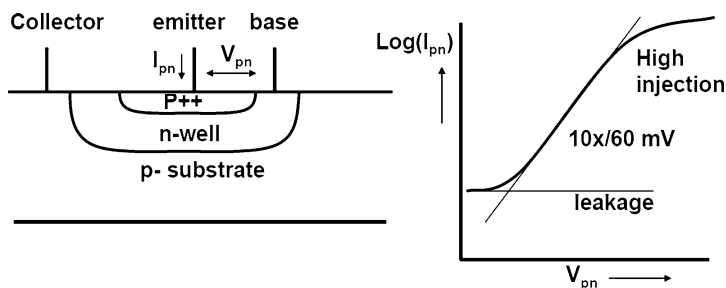 Collector emitter base
Ipn Vpn
P++
n-well
p- substrate
Log(Ipn)
High
injection
10x/60 mV
leakage
Vpn